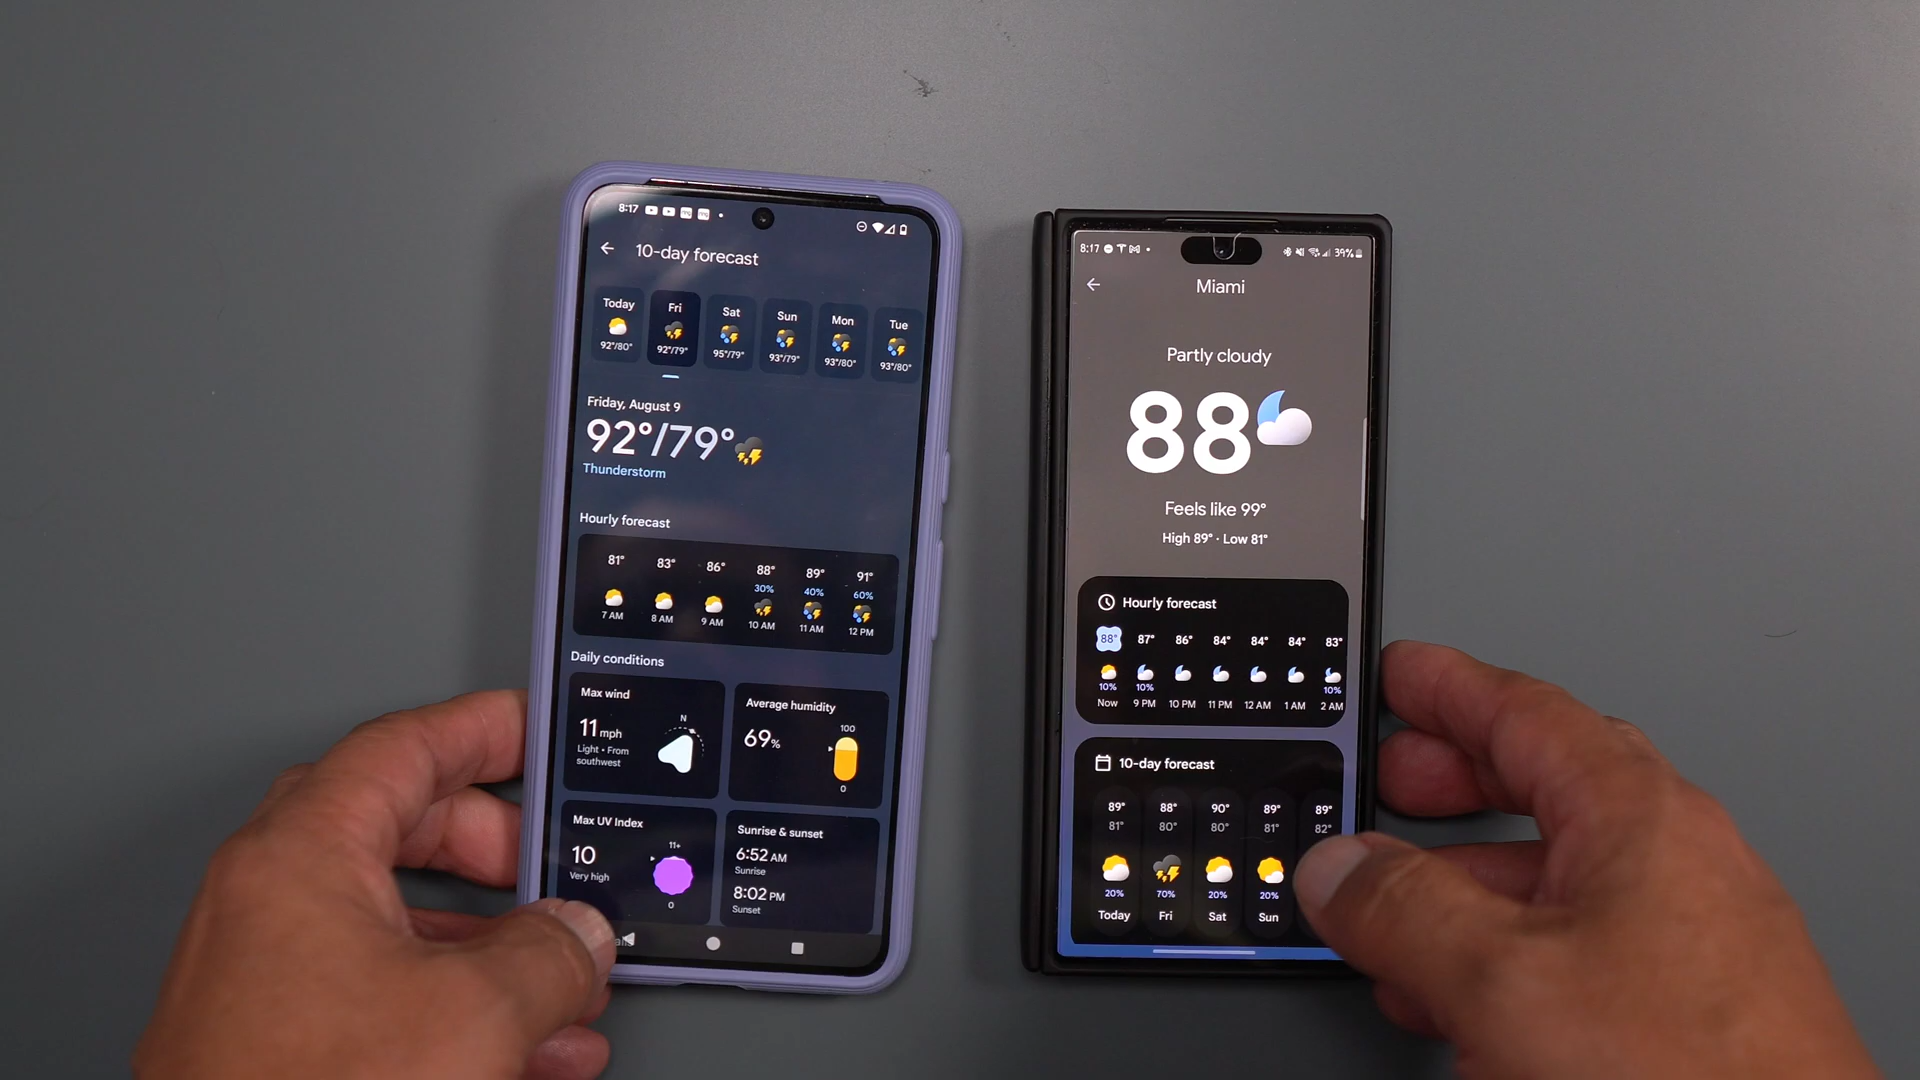 8:17
10-day forecast
Today Fri Sat Sun Mon Tue
92°/80° 92°/79° 95°/79° 93°/79° 93°/80° 93°/80°
Friday, August 9
92°/79°
Thunderstorm
Hourly forecast
81° 83° 86° 88° 89° 91°
30% 40% 60%
7 AM 8 AM 9 AM 10 AM 11 AM 12 PM
Daily conditions
Max wind
11 mph
Light • From
southwest
N
Average humidity
69%
100
0
Max UV Index
10
Very high
11+
0
Sunrise & sunset
6:52 AM
Sunrise
8:02 PM
Sunset
8:17 39%
Miami
Partly cloudy
88
Feels like 99°
High 89° · Low 81°
Hourly forecast
88° 87° 86° 84° 84° 84° 83°
10% 10% 10%
Now 9 PM 10 PM 11 PM 12 AM 1 AM 2 AM
10-day forecast
89° 88° 90° 89° 89°
81° 80° 80° 81° 82°
20% 70% 20% 20%
Today Fri Sat Sun